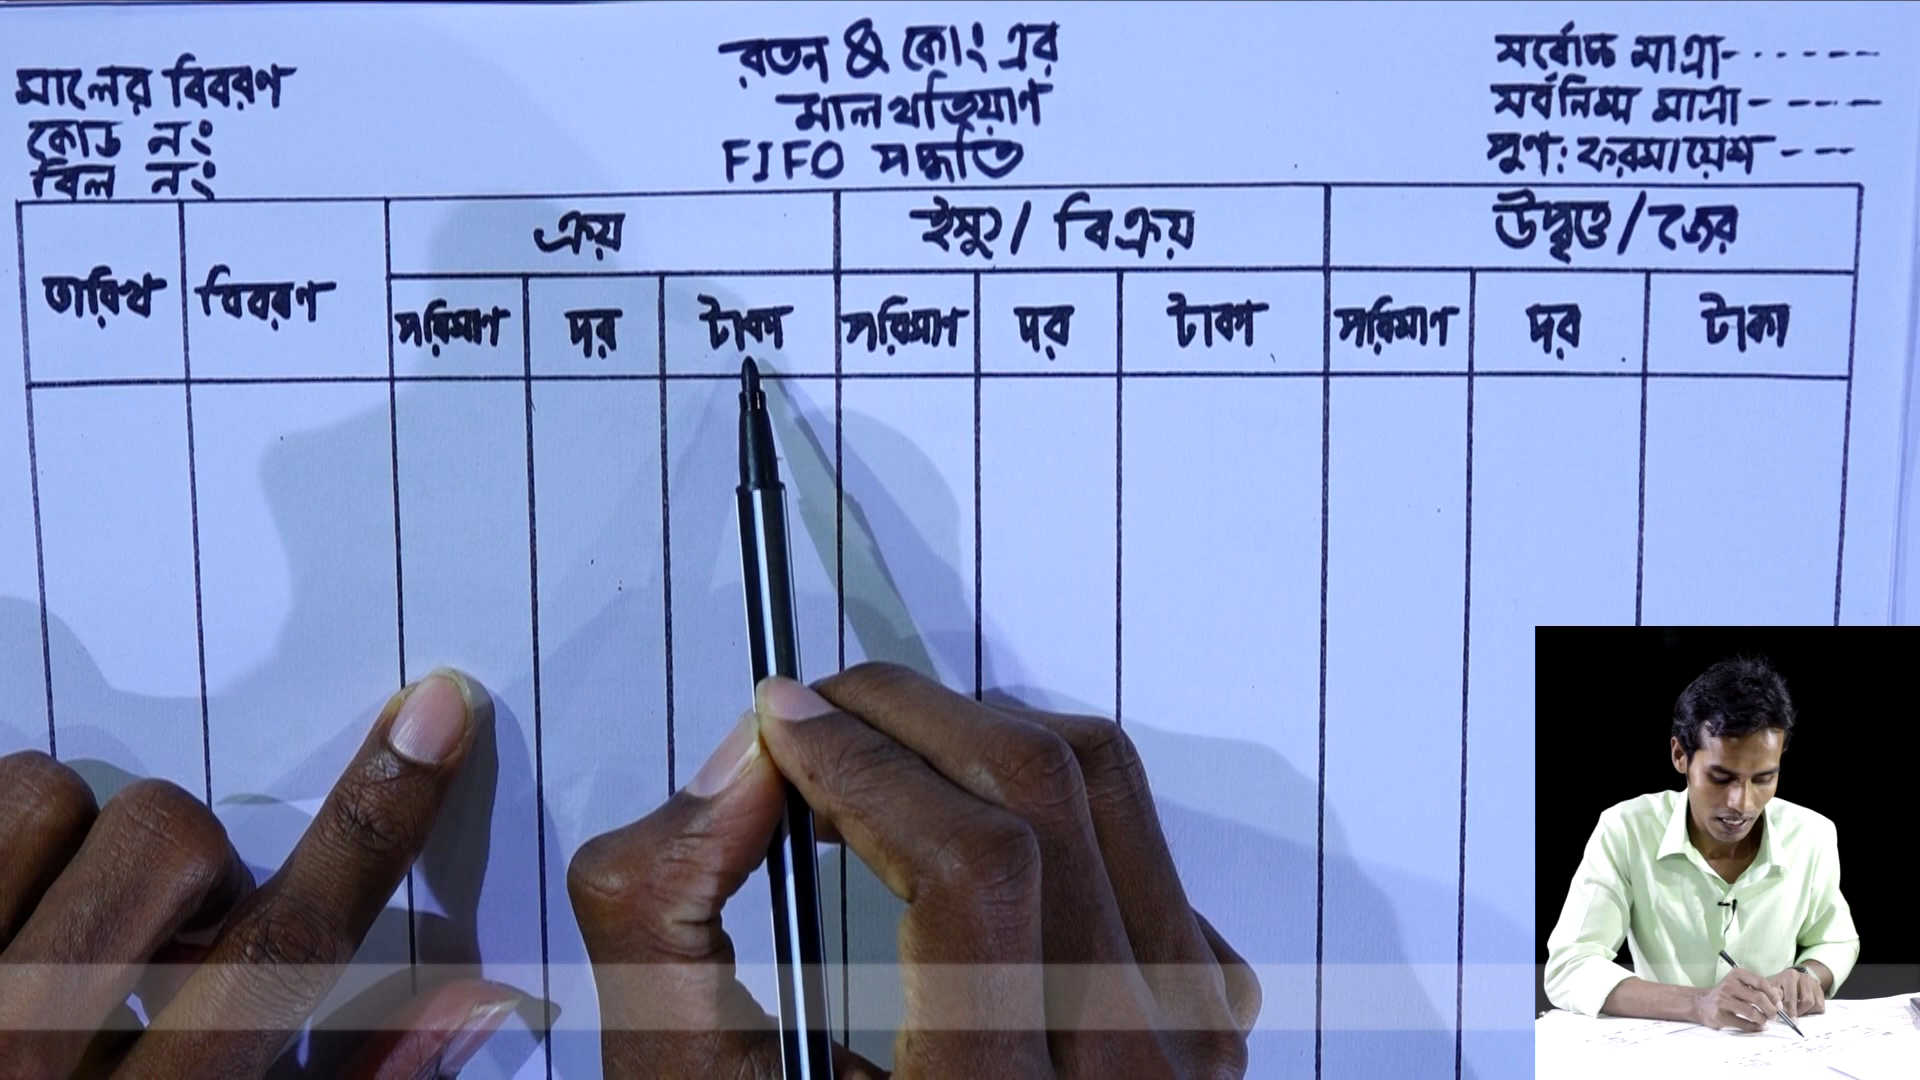 মালের বিবরণ
কোড নং
বিল নং
রতন & কোং এর
মাল খতিয়াণ
FIFO পদ্ধতি
সর্বোচ্চ মাত্রা- - - - - - -
সর্বনিম্ন মাত্রা - - - - -
পুণ: ফরমায়েশ - - -
তারিখ বিবরণ ক্রয় ইস্যু / বিক্রয় উদ্বৃত্ত / জের
পরিমাণ দর টাকা পরিমাণ দর টাকা পরিমাণ দর টাকা